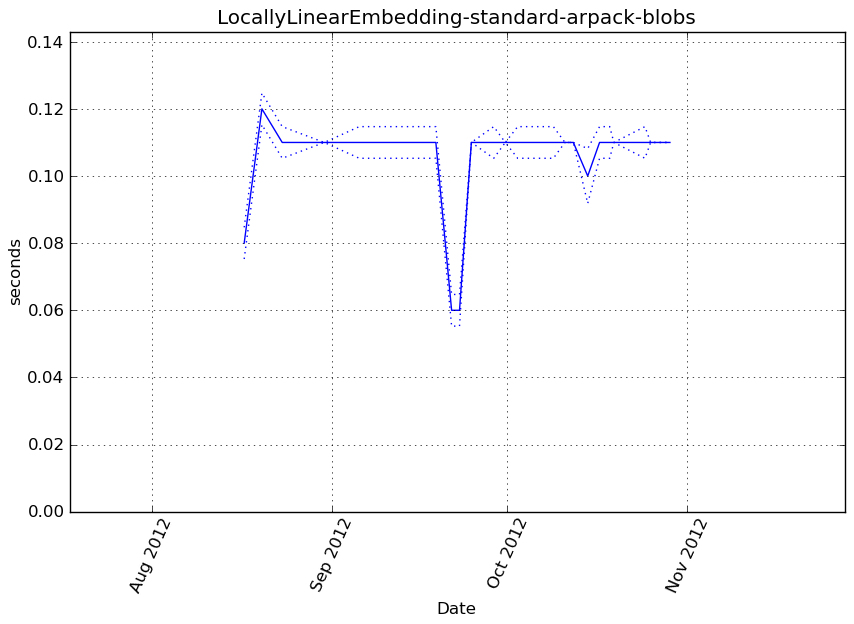 LocallyLinearEmbedding-standard-arpack-blobs
0.14
0.12
0.10
0.08
0.06
0.04
0.02
0.00
seconds
Aug 2012
Sep 2012
Oct 2012
Nov 2012
Date